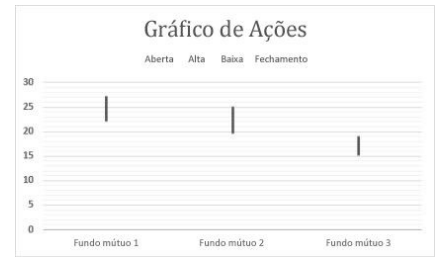 Gráfico de Ações
Aberta Alta Baixa Fechamento
30
25
20
15
10
5
0
Fundo mútuo 1 Fundo mútuo 2 Fundo mútuo 3